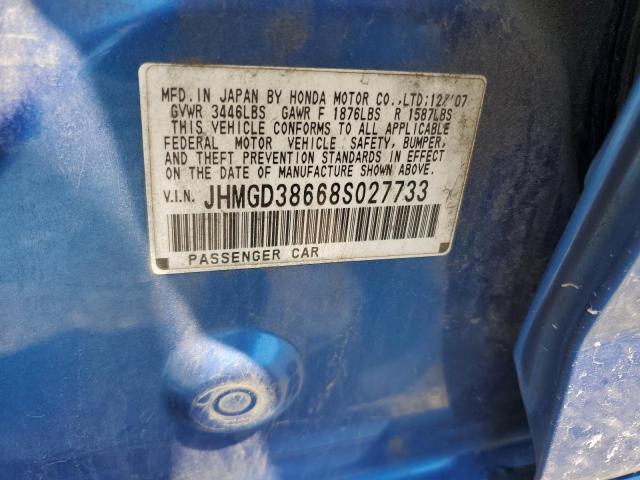 MFD. IN JAPAN BY HONDA MOTOR CO.,LTD:12/'07
GVWR 3446LBS GAWR F 1876LBS R 1587LBS
THIS VEHICLE CONFORMS TO ALL APPLICABLE
FEDERAL MOTOR VEHICLE SAFETY, BUMPER,
AND THEFT PREVENTION STANDARDS IN EFFECT
ON THE DATE OF MANUFACTURE SHOWN ABOVE.
V.I.N. JHMGD38668S027733
PASSENGER CAR